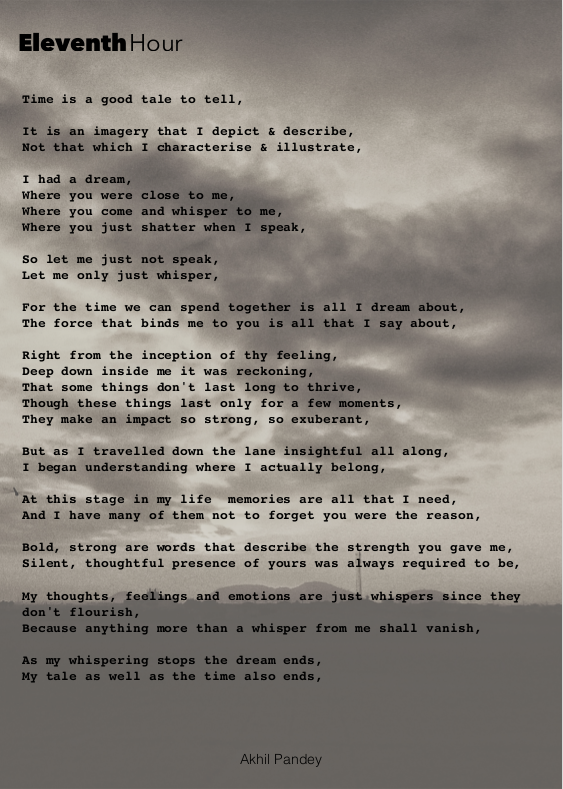 Eleventh Hour
Time is a good tale to tell,
It is an imagery that I depict & describe,
Not that which I characterise & illustrate,
I had a dream,
Where you were close to me,
Where you come and whisper to me,
Where you just shatter when I speak,
So let me just not speak,
Let me only just whisper,
For the time we can spend together is all I dream about,
The force that binds me to you is all that I say about,
Right from the inception of thy feeling,
Deep down inside me it was reckoning,
That some things don't last long to thrive,
Though these things last only for a few moments,
They make an impact so strong, so exuberant,
But as I travelled down the lane insightful all along,
I began understanding where I actually belong,
At this stage in my life  memories are all that I need,
And I have many of them not to forget you were the reason,
Bold, strong are words that describe the strength you gave me,
Silent, thoughtful presence of yours was always required to be,
My thoughts, feelings and emotions are just whispers since they
don't flourish,
Because anything more than a whisper from me shall vanish,
As my whispering stops the dream ends,
My tale as well as the time also ends,
Akhil Pandey